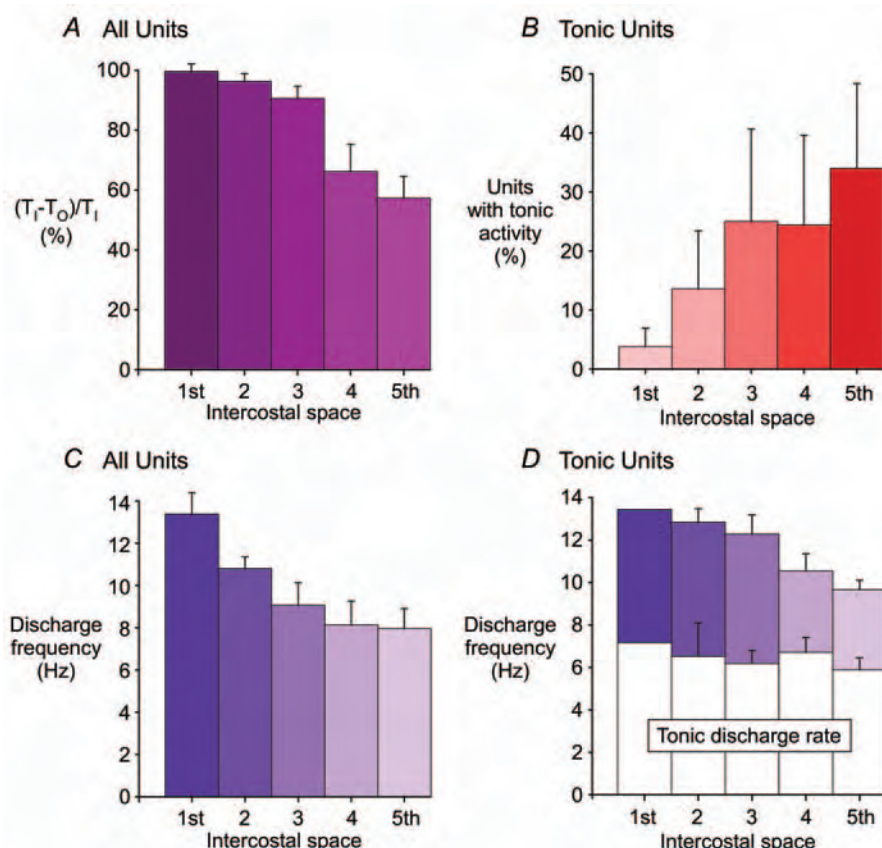 A All Units
100
80
60
40
20
0
(T_I-T_O)/T_I
(%)
1st 2 3 4 5th
Intercostal space
B Tonic Units
50
40
30
20
10
0
Units
with tonic
activity
(%)
1st 2 3 4 5th
Intercostal space
C All Units
14
12
10
8
6
4
2
0
Discharge
frequency
(Hz)
1st 2 3 4 5th
Intercostal space
D Tonic Units
14
12
10
8
6
4
2
0
Discharge
frequency
(Hz)
Tonic discharge rate
1st 2 3 4 5th
Intercostal space